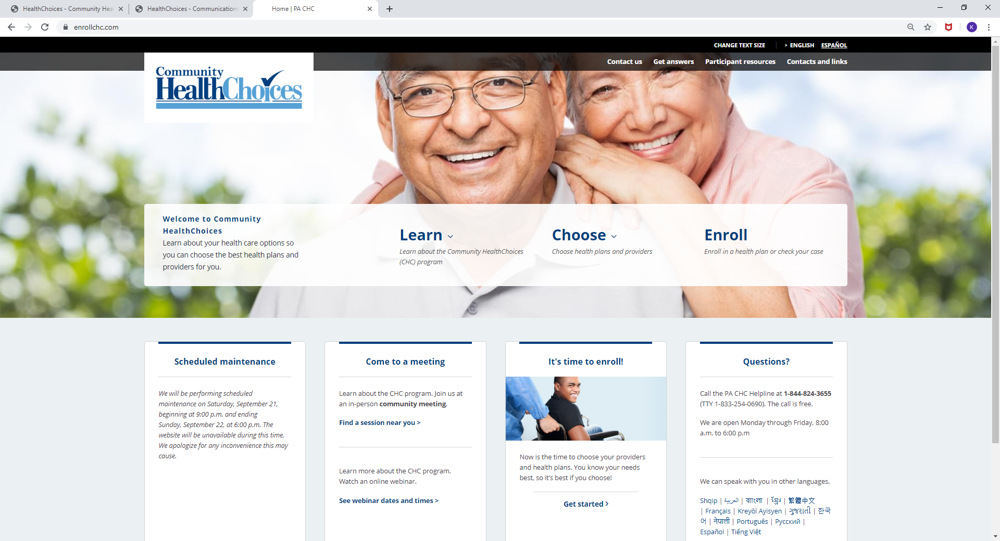 HealthChoices - Community Hea
HealthChoices - Communications
Home | PA CHC
enrollchc.com
K
CHANGE TEXT SIZE
ENGLISH
ESPAÑOL
Contact us
Get answers
Participant resources
Contacts and links
Community
HealthChoices
Welcome to Community
HealthChoices
Learn about your health care options so
you can choose the best health plans and
providers for you.
Learn
Learn about the Community HealthChoices
(CHC) program
Choose
Choose health plans and providers
Enroll
Enroll in a health plan or check your case
Scheduled maintenance
We will be performing scheduled
maintenance on Saturday, September 21,
beginning at 9:00 p.m. and ending
Sunday, September 22, at 6:00 p.m. The
website will be unavailable during this time.
We apologize for any inconvenience this may
cause.
Come to a meeting
Learn about the CHC program. Join us at
an in-person community meeting.
Find a session near you >
Learn more about the CHC program.
Watch an online webinar.
See webinar dates and times >
It's time to enroll!
Now is the time to choose your providers
and health plans. You know your needs
best, so it's best if you choose!
Get started >
Questions?
Call the PA CHC Helpline at 1-844-824-3655
(TTY 1-833-254-0690). The call is free.
We are open Monday through Friday, 8:00
a.m. to 6:00 p.m
We can speak with you in other languages.
Shqip | العربية | বাংলা | ខ្មែរ | 繁體中文
| Français | Kreyòl Ayisyen | ગુજરાતી | 한국
어 | नेपाली | Português | Русский |
Español | Tiếng Việt